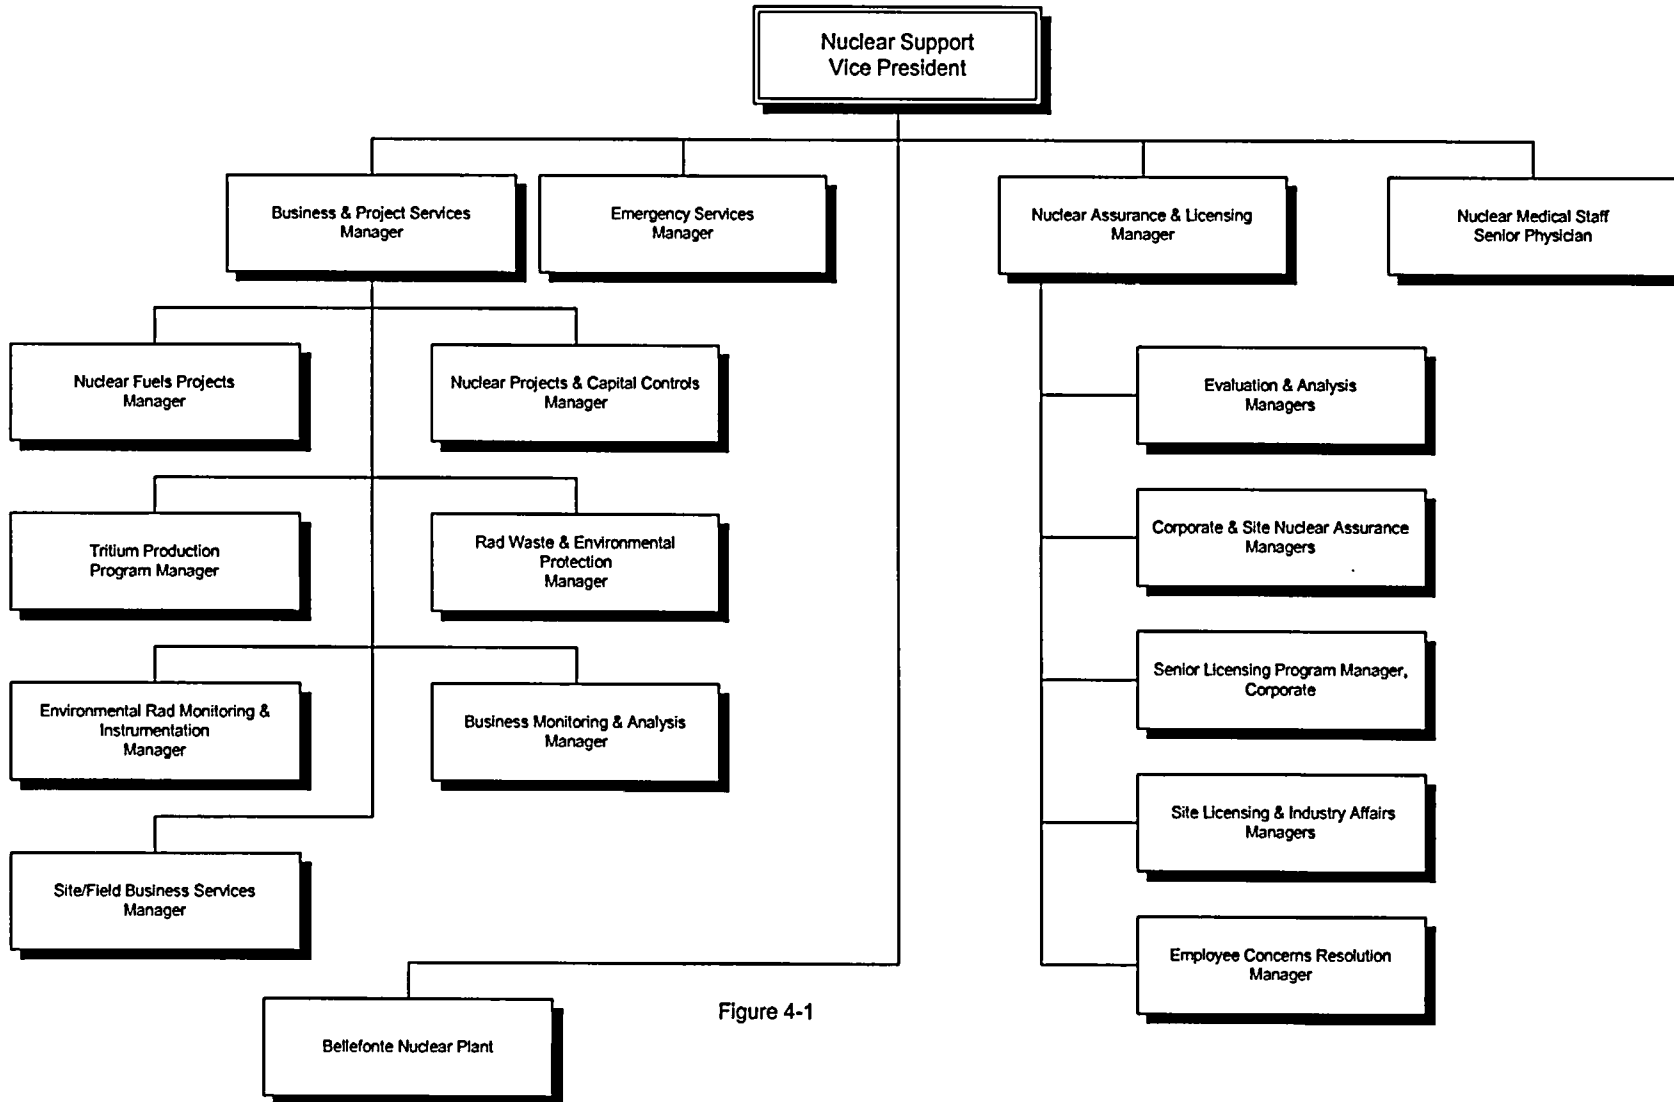 Nuclear Support
Vice President
Business & Project Services
Manager
Emergency Services
Manager
Nuclear Assurance & Licensing
Manager
Nuclear Medical Staff
Senior Physician
Nuclear Fuels Projects
Manager
Nuclear Projects & Capital Controls
Manager
Evaluation & Analysis
Managers
Tritium Production
Program Manager
Rad Waste & Environmental
Protection
Manager
Corporate & Site Nuclear Assurance
Managers
Environmental Rad Monitoring &
Instrumentation
Manager
Business Monitoring & Analysis
Manager
Senior Licensing Program Manager,
Corporate
Site/Field Business Services
Manager
Site Licensing & Industry Affairs
Managers
Employee Concerns Resolution
Manager
Bellefonte Nuclear Plant
Figure 4-1